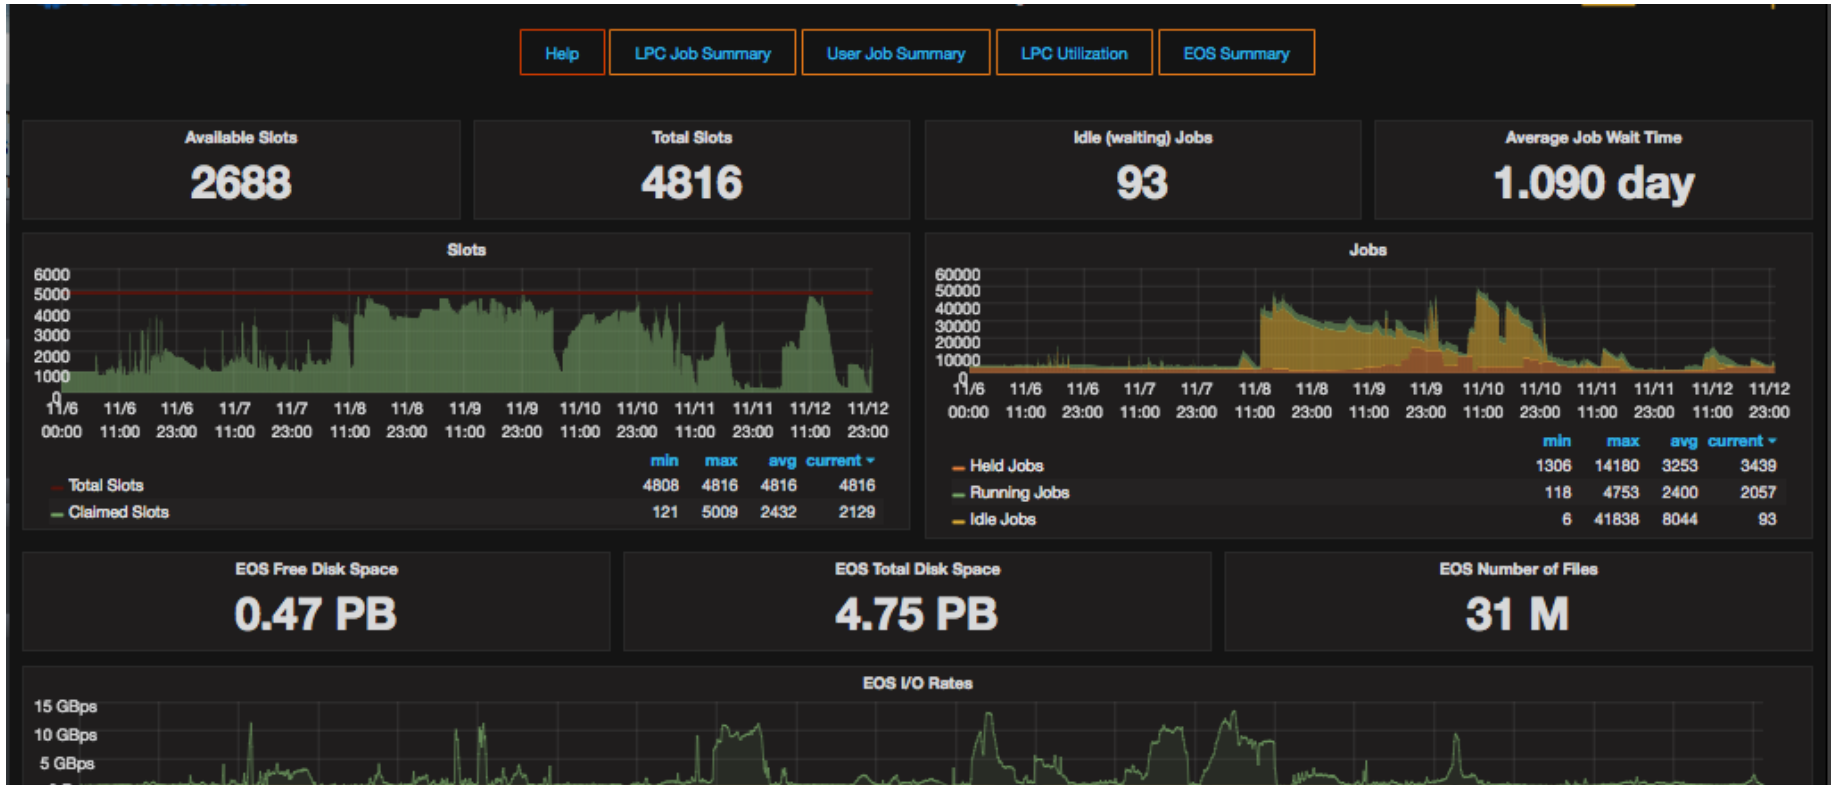 Help LPC Job Summary User Job Summary LPC Utilization EOS Summary
Available Slots
2688
Total Slots
4816
Idle (waiting) Jobs
93
Average Job Wait Time
1.090 day
Slots
6000
5000
4000
3000
2000
1000
0
11/6 11/6 11/6 11/7 11/7 11/8 11/8 11/9 11/9 11/10 11/10 11/11 11/11 11/12 11/12
00:00 11:00 23:00 11:00 23:00 11:00 23:00 11:00 23:00 11:00 23:00 11:00 23:00 11:00 23:00
min max avg current
Total Slots 4808 4816 4816 4816
Claimed Slots 121 5009 2432 2129
Jobs
60000
50000
40000
30000
20000
10000
0
11/6 11/6 11/6 11/7 11/7 11/8 11/8 11/9 11/9 11/10 11/10 11/11 11/11 11/12 11/12
00:00 11:00 23:00 11:00 23:00 11:00 23:00 11:00 23:00 11:00 23:00 11:00 23:00 11:00 23:00
min max avg current
Held Jobs 1306 14180 3253 3439
Running Jobs 118 4753 2400 2057
Idle Jobs 6 41838 8044 93
EOS Free Disk Space
0.47 PB
EOS Total Disk Space
4.75 PB
EOS Number of Files
31 M
EOS I/O Rates
15 GBps
10 GBps
5 GBps